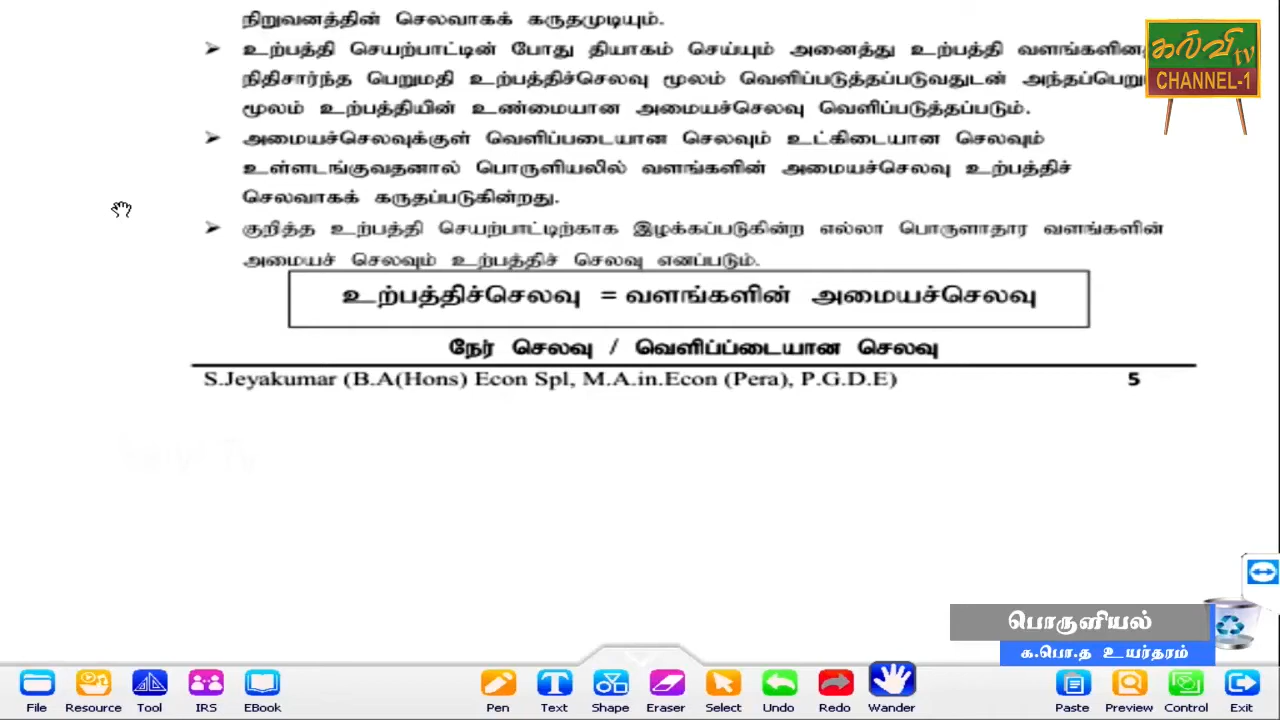 நிறுவனத்தின் செலவாகக் கருதமுடியும்.
➢ உற்பத்தி செயற்பாட்டின் போது தியாகம் செய்யும் அனைத்து உற்பத்தி வளங்களின
நிதிசார்ந்த பெறுமதி உற்பத்திச்செலவு மூலம் வெளிப்படுத்தப்படுவதுடன் அந்தப்பெறு
மூலம் உற்பத்தியின் உண்மையான அமையச்செலவு வெளிப்படுத்தப்படும்.
➢ அமையச்செலவுக்குள் வெளிப்படையான செலவும் உட்கிடையான செலவும்
உள்ளடங்குவதனால் பொருளியலில் வளங்களின் அமையச்செலவு உற்பத்திச்
செலவாகக் கருதப்படுகின்றது.
➢ குறித்த உற்பத்தி செயற்பாட்டிற்காக இழக்கப்படுகின்ற எல்லா பொருளாதார வளங்களின்
அமையச் செலவும் உற்பத்திச் செலவு எனப்படும்.
உற்பத்திச்செலவு = வளங்களின் அமையச்செலவு
நேர் செலவு / வெளிப்ப்டையான செலவு
S.Jeyakumar (B.A(Hons) Econ Spl, M.A.in.Econ (Pera), P.G.D.E) 5
கல்வி TV
CHANNEL-1
பொருளியல்
க.பொ.த உயர்தரம்
File Resource Tool IRS EBook Pen Text Shape Eraser Select Undo Redo Wander Paste Preview Control Exit